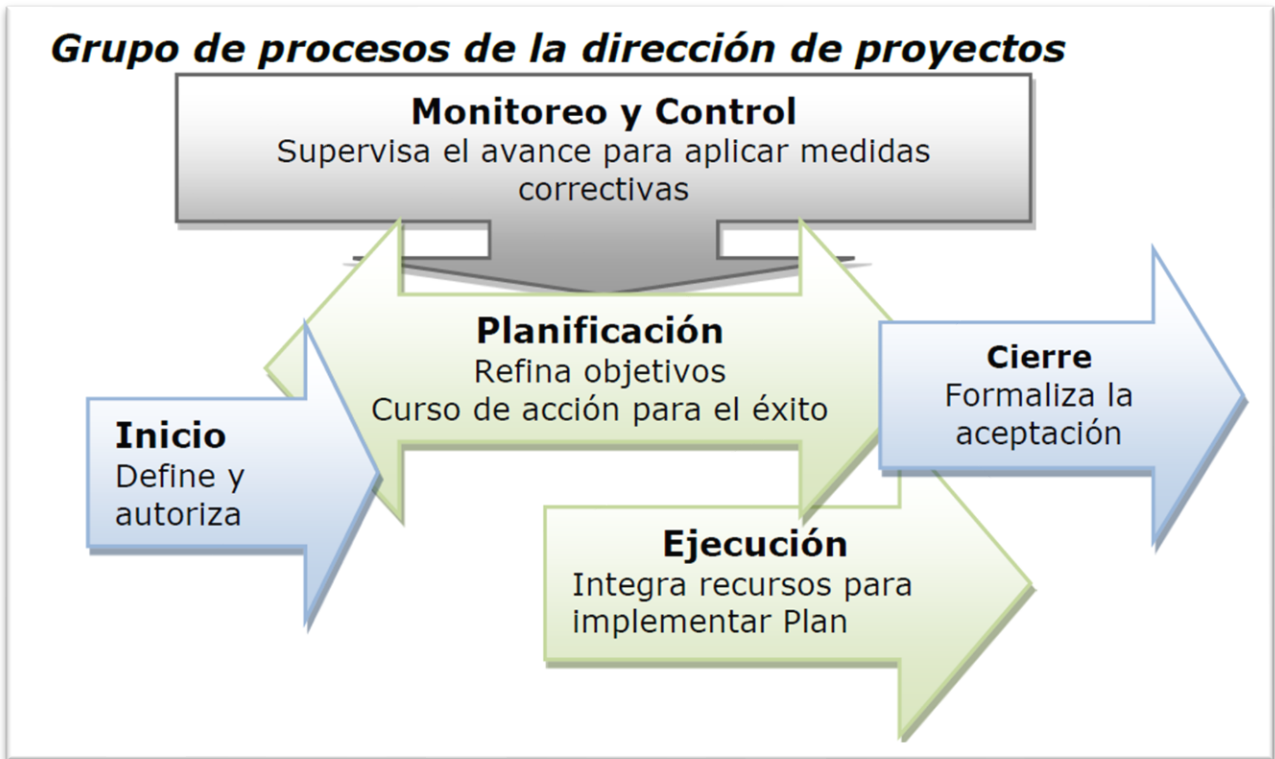 Grupo de procesos de la dirección de proyectos
Monitoreo y Control
Supervisa el avance para aplicar medidas
correctivas
Planificación
Refina objetivos
Curso de acción para el éxito
Inicio
Define y
autoriza
Cierre
Formaliza la
aceptación
Ejecución
Integra recursos para
implementar Plan